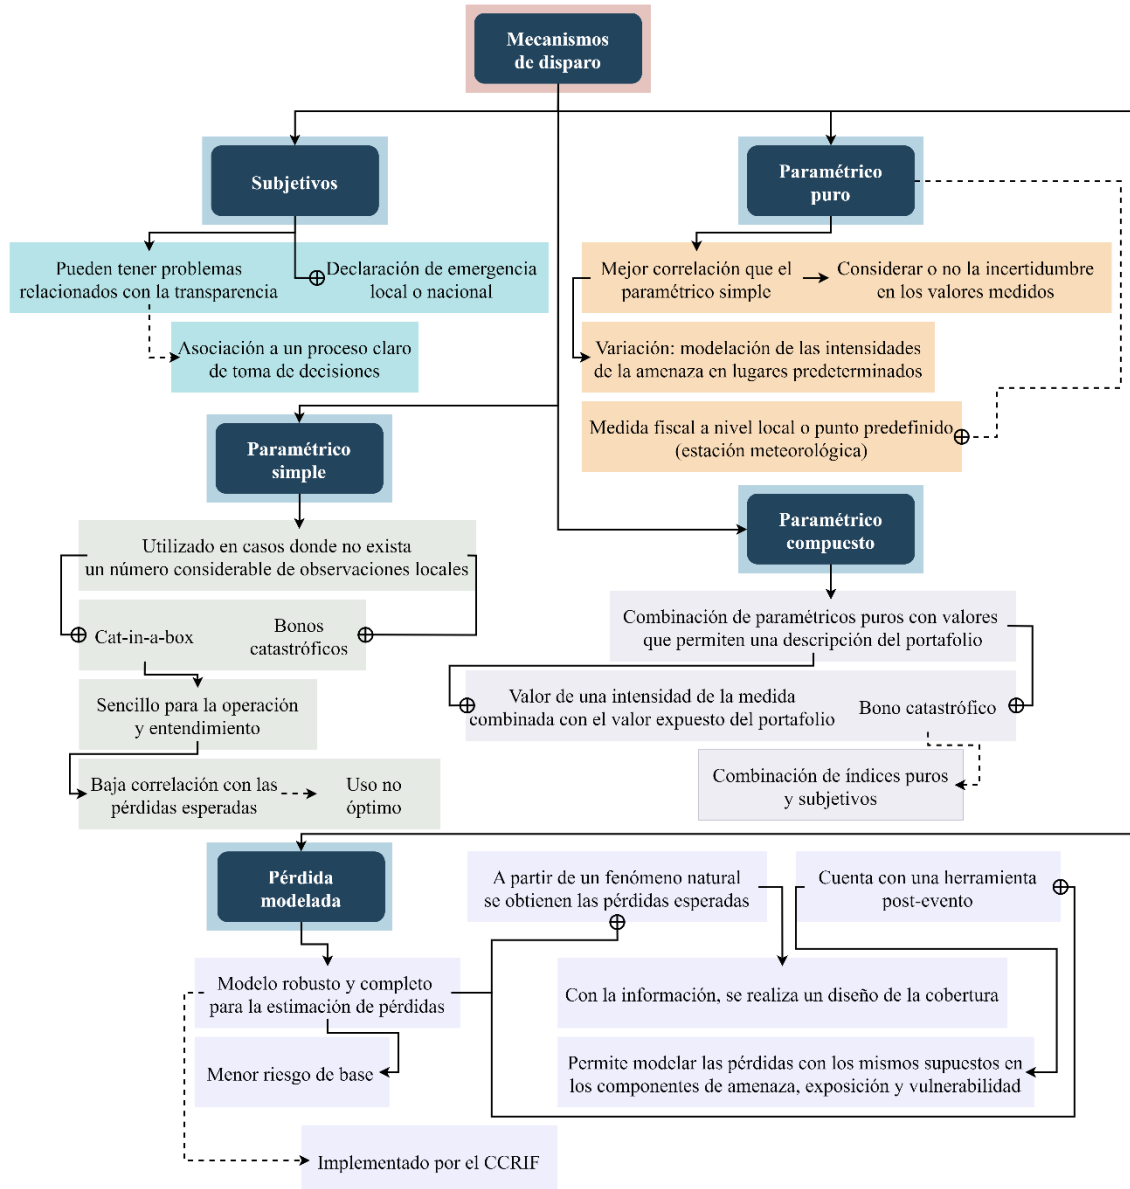 Mecanismos
de disparo
Subjetivos
Pueden tener problemas
relacionados con la transparencia
Declaración de emergencia
local o nacional
Asociación a un proceso claro
de toma de decisiones
Paramétrico
puro
Mejor correlación que el
paramétrico simple
Considerar o no la incertidumbre
en los valores medidos
Variación: modelación de las intensidades
de la amenaza en lugares predeterminados
Medida fiscal a nivel local o punto predefinido
(estación meteorológica)
Paramétrico
simple
Utilizado en casos donde no exista
un número considerable de observaciones locales
Cat-in-a-box
Bonos
catastróficos
Sencillo para la operación
y entendimiento
Baja correlación con las
pérdidas esperadas
Uso no
óptimo
Paramétrico
compuesto
Combinación de paramétricos puros con valores
que permiten una descripción del portafolio
Valor de una intensidad de la medida
combinada con el valor expuesto del portafolio
Bono catastrófico
Combinación de índices puros
y subjetivos
Pérdida
modelada
A partir de un fenómeno natural
se obtienen las pérdidas esperadas
Cuenta con una herramienta
post-evento
Modelo robusto y completo
para la estimación de pérdidas
Con la información, se realiza un diseño de la cobertura
Menor riesgo de base
Permite modelar las pérdidas con los mismos supuestos en
los componentes de amenaza, exposición y vulnerabilidad
Implementado por el CCRIF